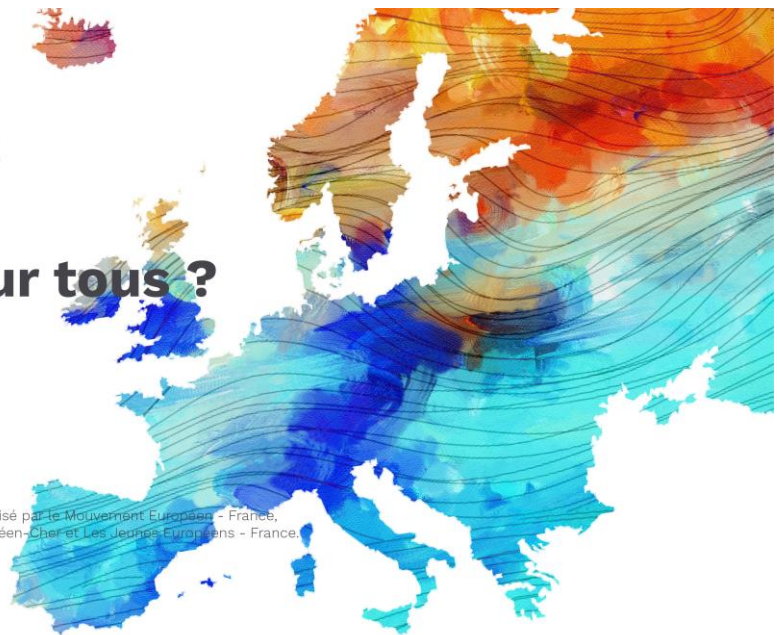 ur tous ?
isé par le Mouvement Européen - France,
éen-Cher et Les Jeunes Européens - France.